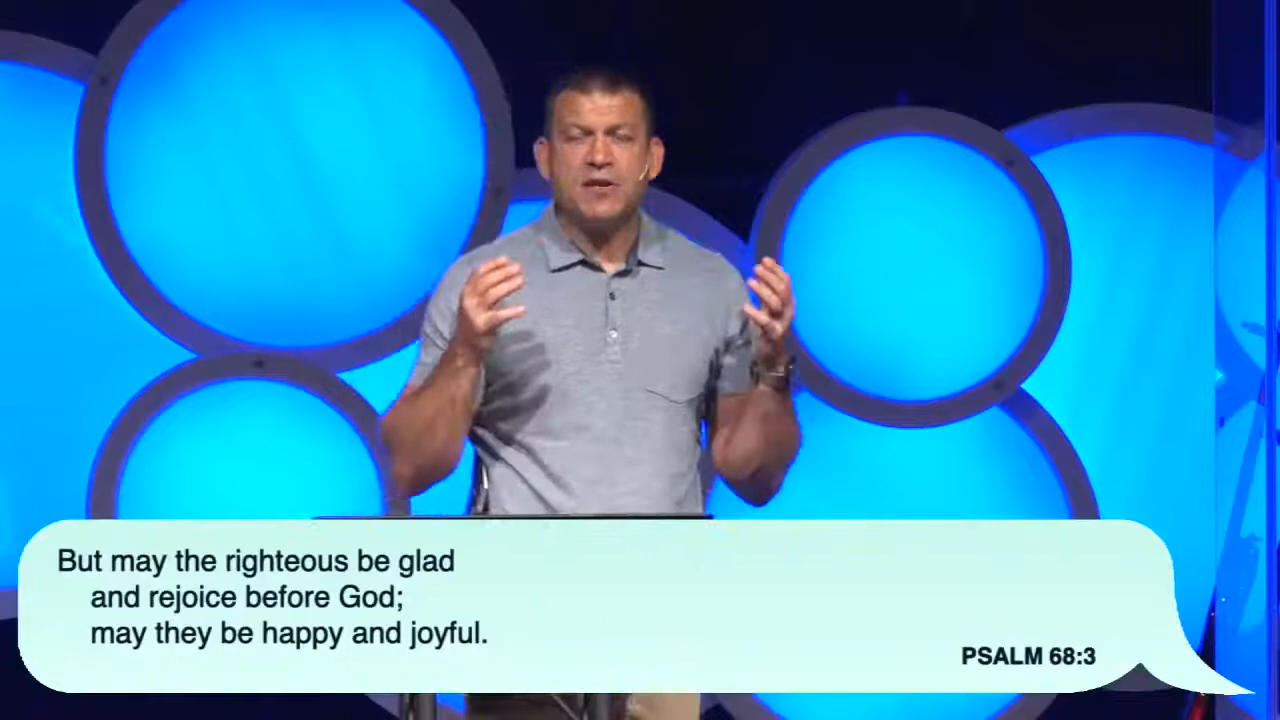 But may the righteous be glad
and rejoice before God;
may they be happy and joyful.
PSALM 68:3